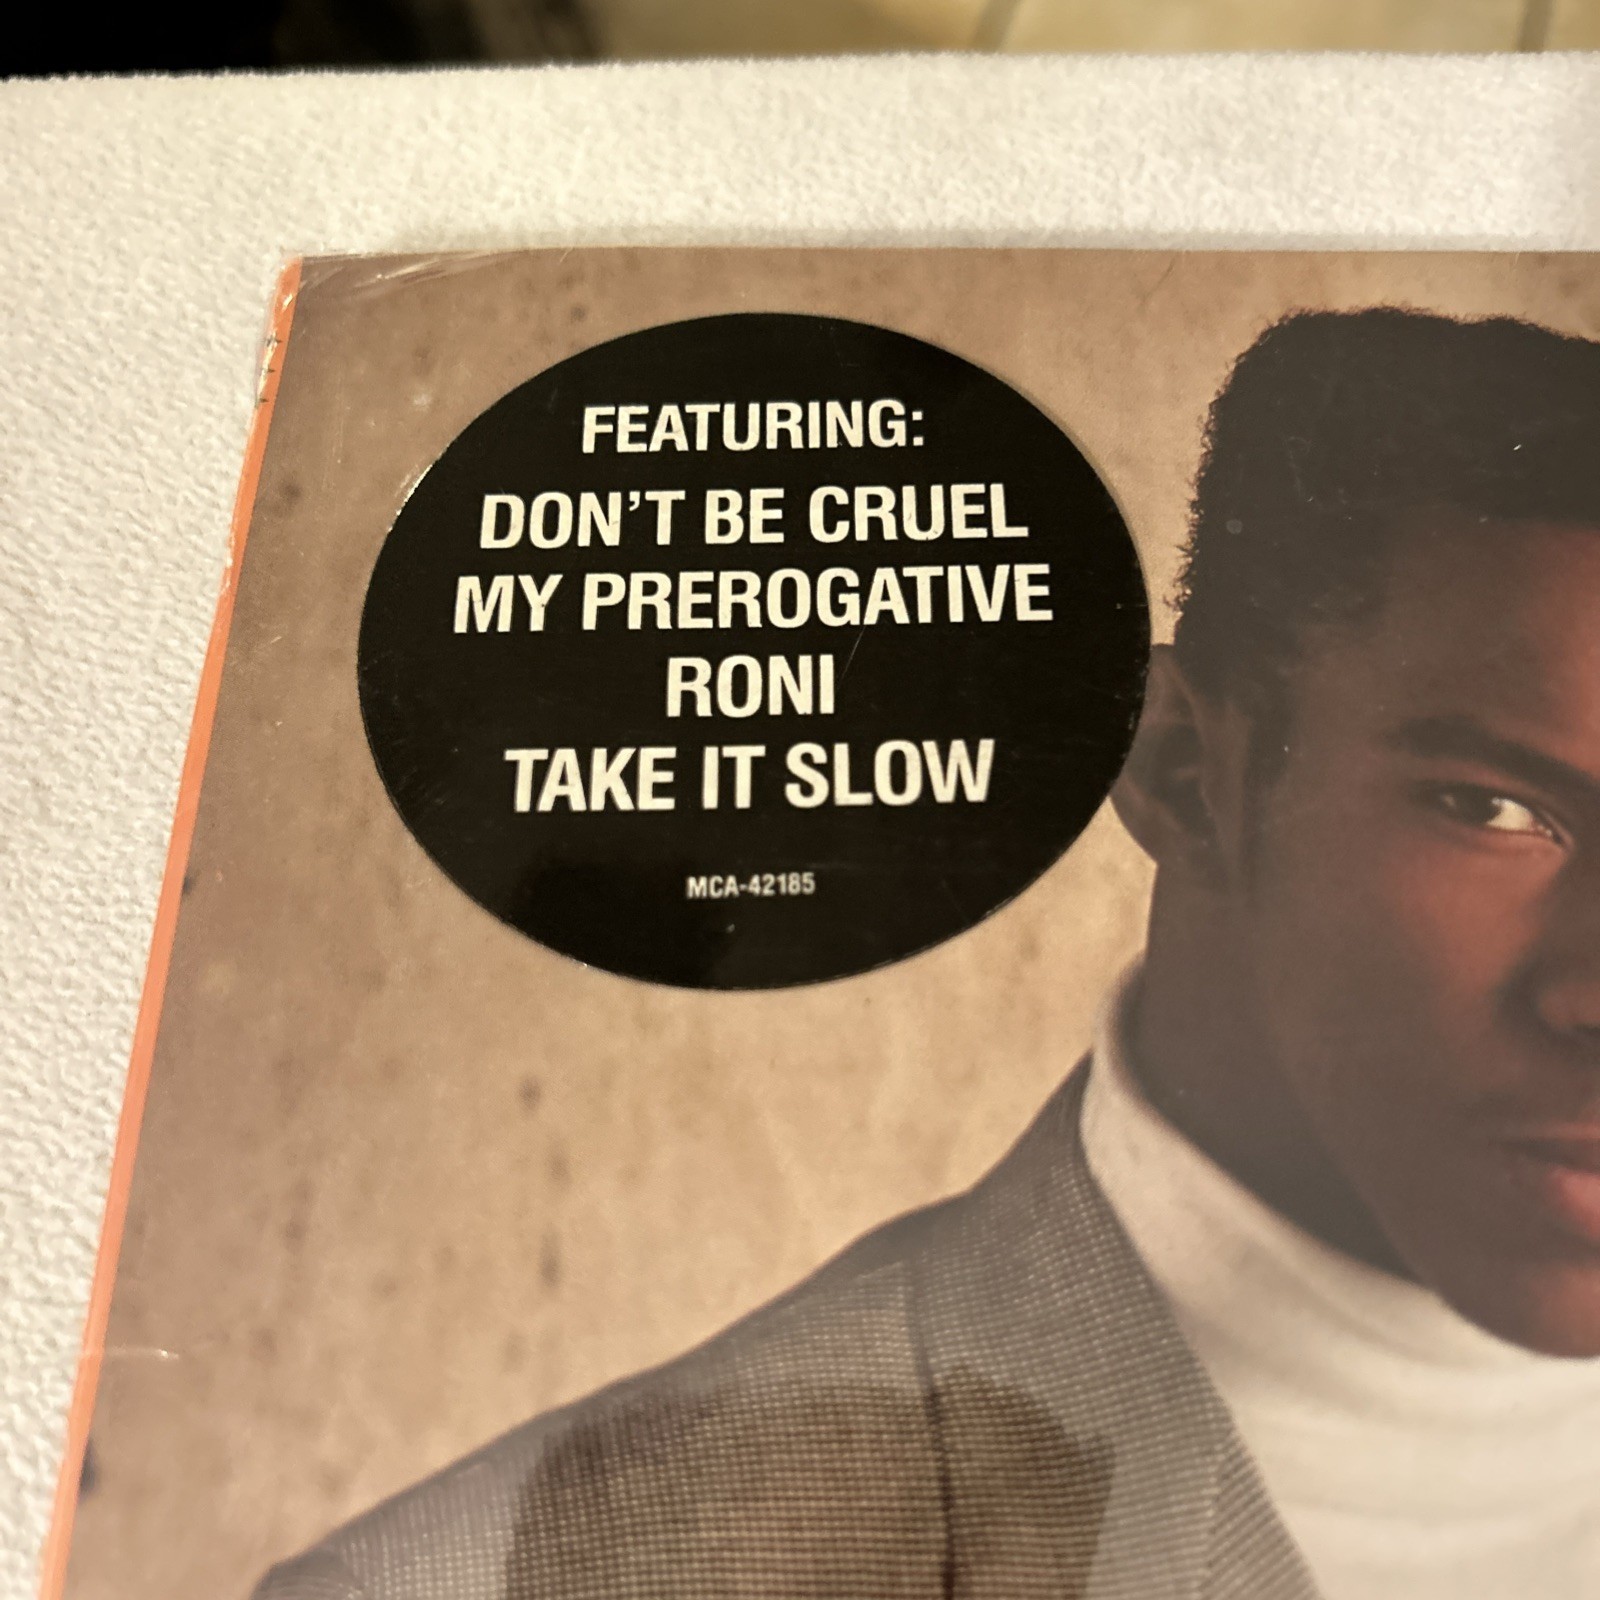 FEATURING:
DON'T BE CRUEL
MY PREROGATIVE
RONI
TAKE IT SLOW
MCA-42185